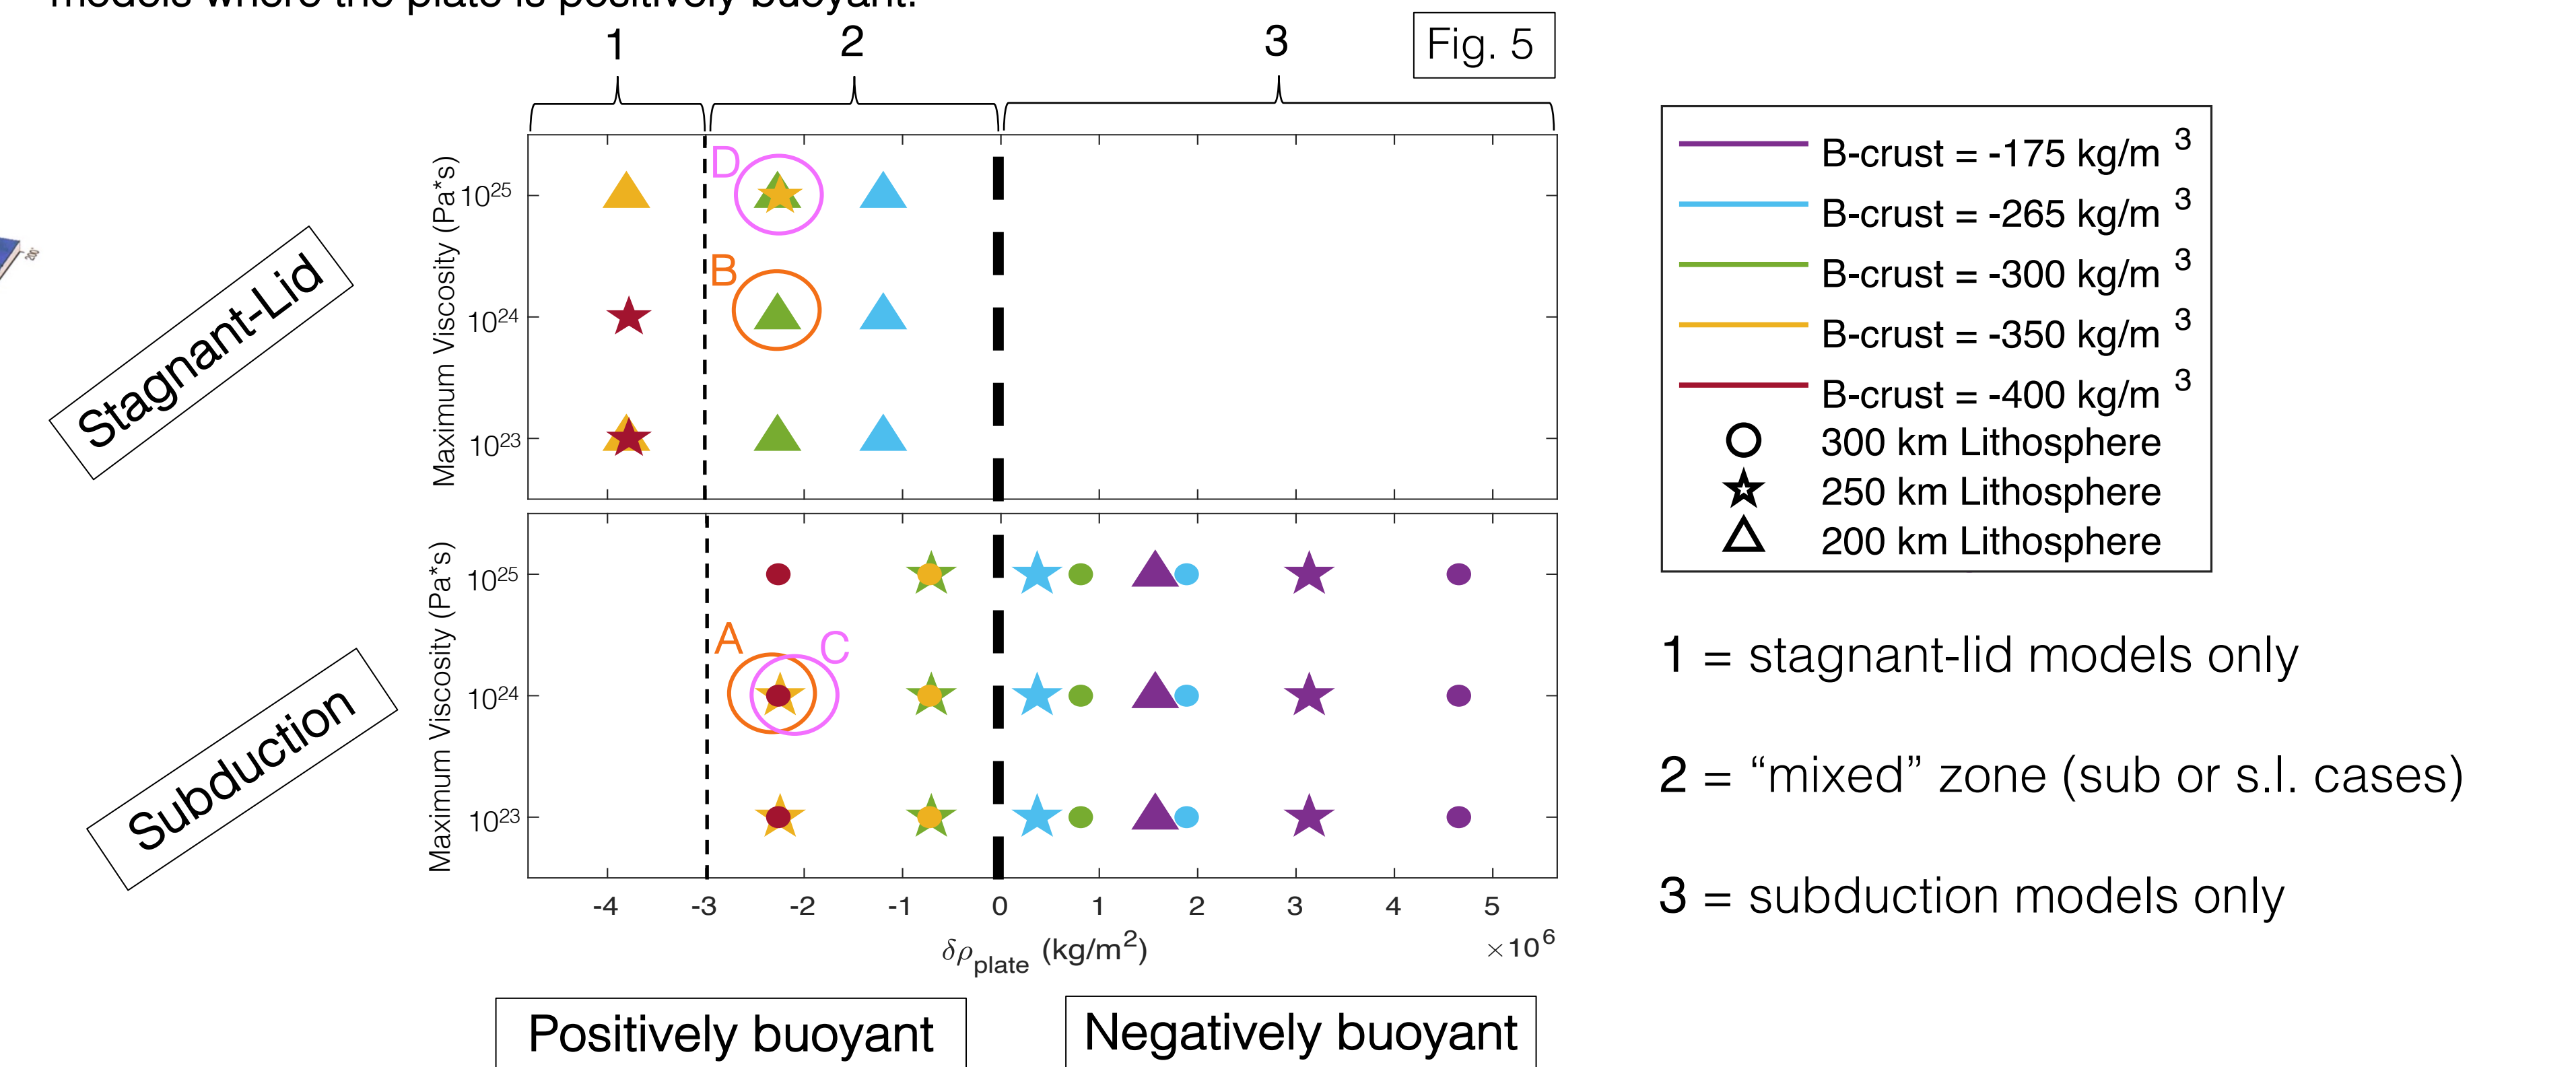 models where the plate is positively buoyant.
1
2
3
Fig. 5
Stagnant-Lid
Maximum Viscosity (Pa*s)
10²⁵
10²⁴
10²³
D
B
Subduction
Maximum Viscosity (Pa*s)
10²⁵
10²⁴
10²³
A
C
-4 -3 -2 -1 0 1 2 3 4 5
δρplate (kg/m²)
×10⁶
Positively buoyant
Negatively buoyant
B-crust = -175 kg/m ³
B-crust = -265 kg/m ³
B-crust = -300 kg/m ³
B-crust = -350 kg/m ³
B-crust = -400 kg/m ³
300 km Lithosphere
250 km Lithosphere
200 km Lithosphere
1 = stagnant-lid models only
2 = “mixed” zone (sub or s.l. cases)
3 = subduction models only